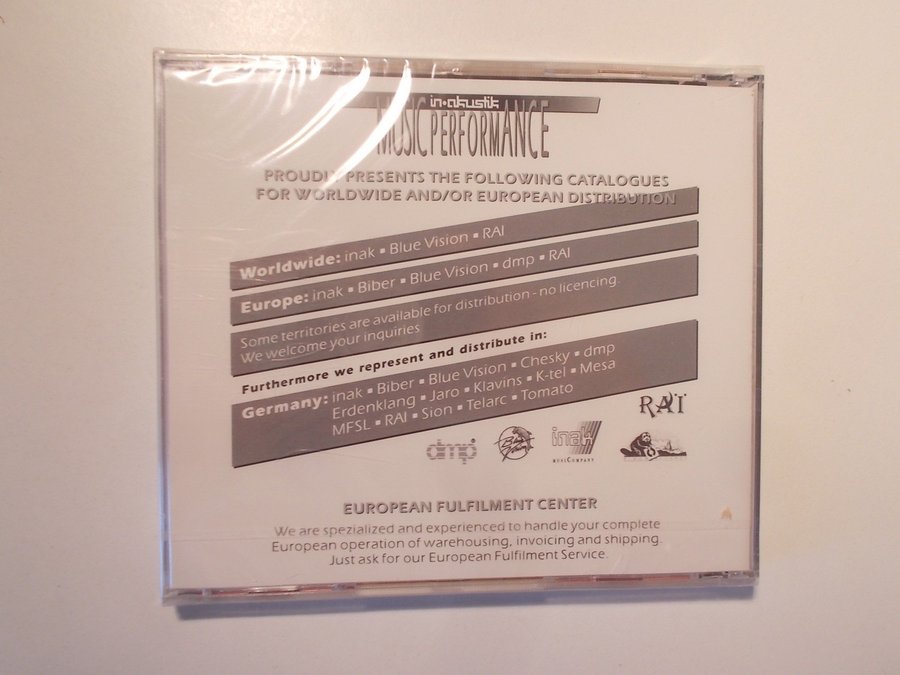 in·akustik
MUSIC PERFORMANCE
PROUDLY PRESENTS THE FOLLOWING CATALOGUES
FOR WORLDWIDE AND/OR EUROPEAN DISTRIBUTION
Worldwide: inak ▪ Blue Vision ▪ RAI
Europe: inak ▪ Biber ▪ Blue Vision ▪ dmp ▪ RAI
Some territories are available for distribution - no licencing.
We welcome your inquiries
Furthermore we represent and distribute in:
Germany: inak ▪ Biber ▪ Blue Vision ▪ Chesky ▪ dmp
Erdenklang ▪ Jaro ▪ Klavins ▪ K-tel ▪ Mesa
MFSL ▪ RAI ▪ Sion ▪ Telarc ▪ Tomato
RAI
dmp Blue Vision inak
MUSICCOMPANY
EUROPEAN FULFILMENT CENTER
We are spezialized and experienced to handle your complete
European operation of warehousing, invoicing and shipping.
Just ask for our European Fulfilment Service.